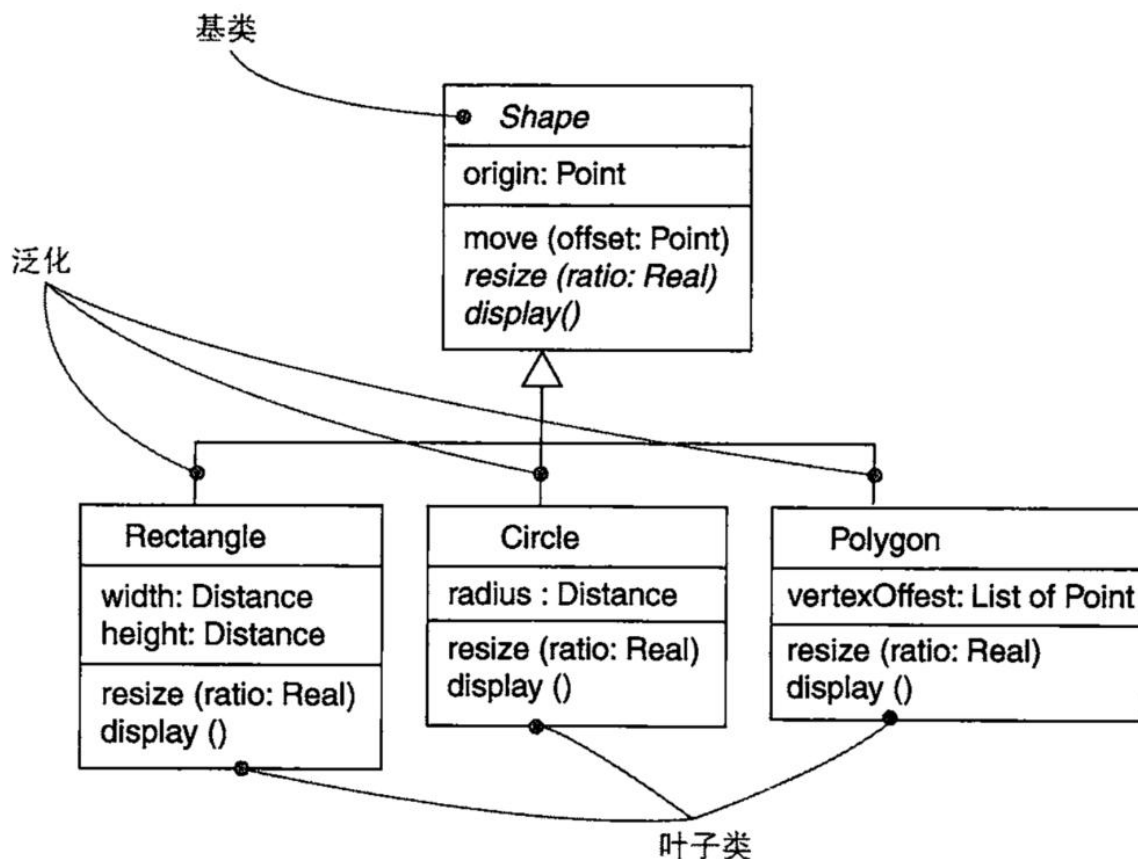 基类
Shape
origin: Point
move (offset: Point)
resize (ratio: Real)
display()
泛化
Rectangle
width: Distance
height: Distance
resize (ratio: Real)
display ()
Circle
radius : Distance
resize (ratio: Real)
display ()
Polygon
vertexOffest: List of Point
resize (ratio: Real)
display ()
叶子类